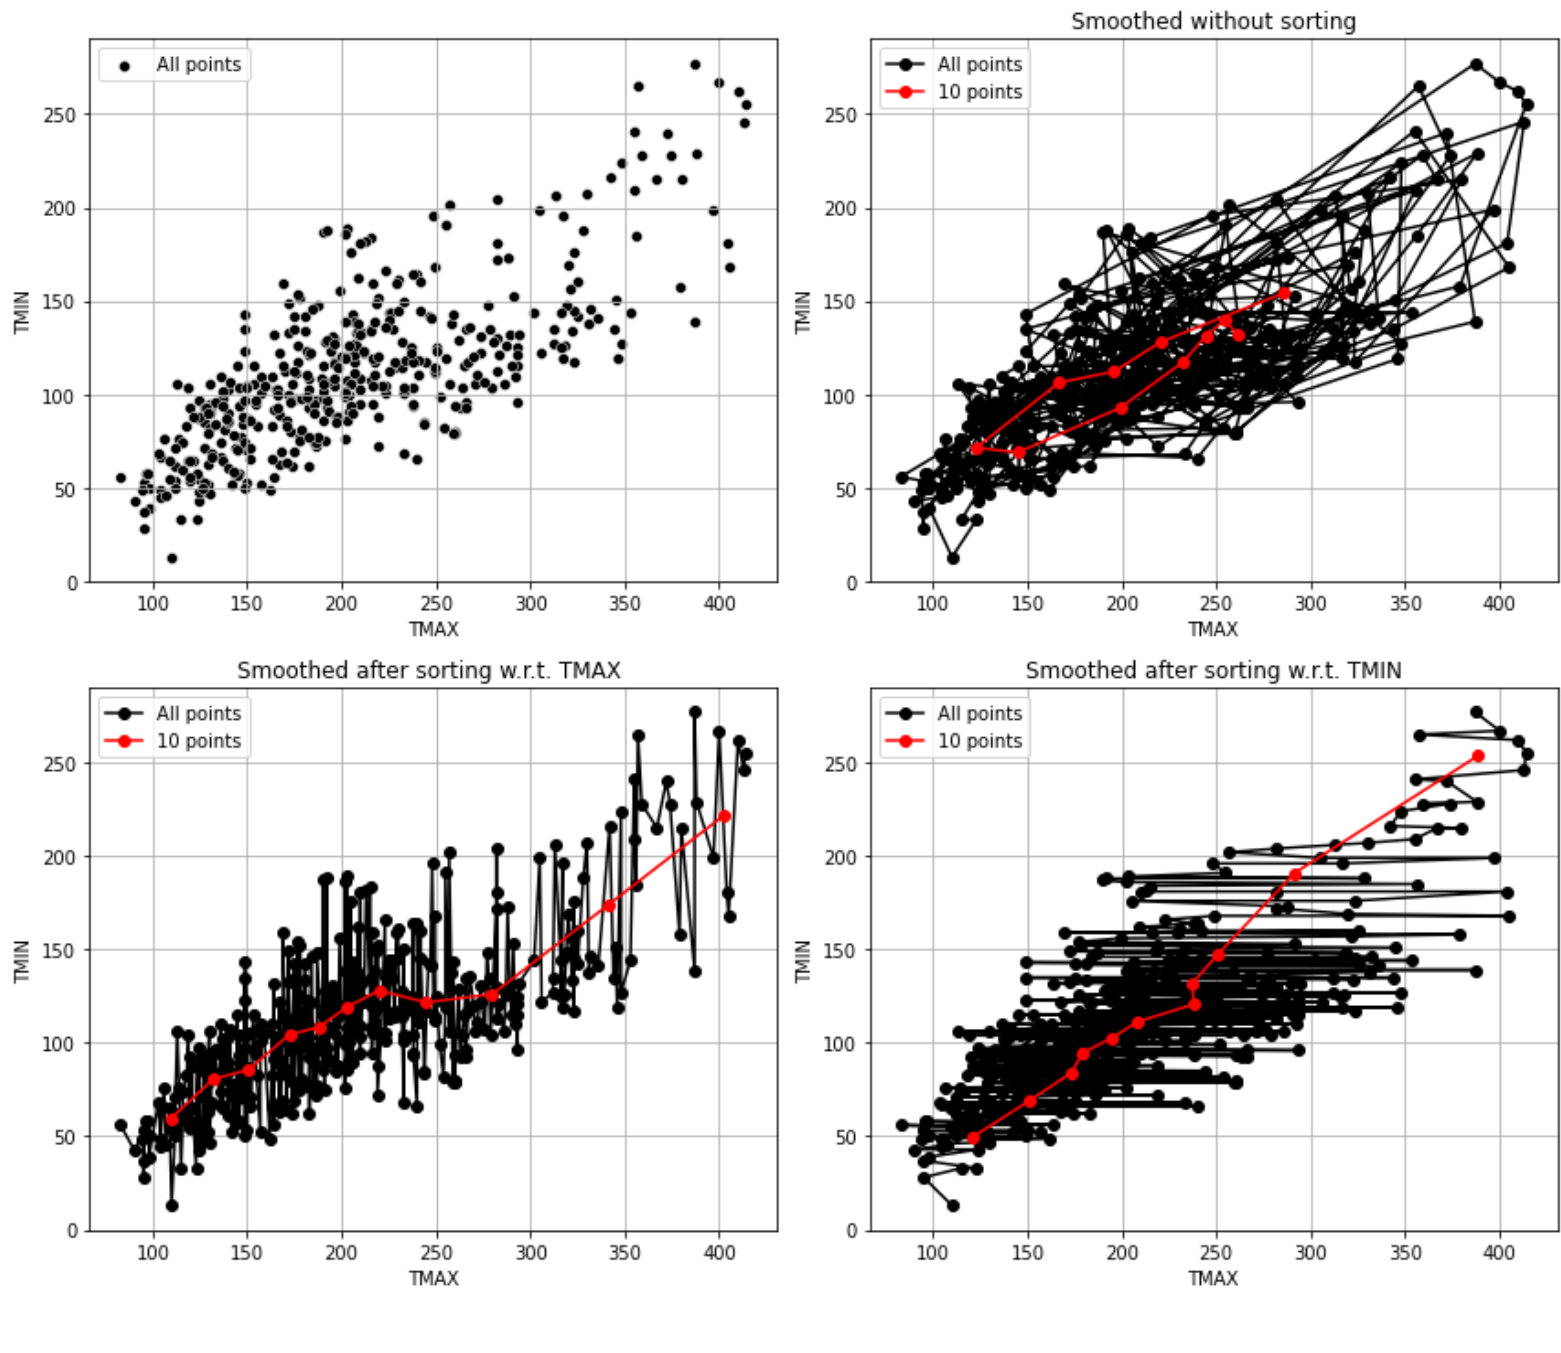 All points
250
200
150
100
50
0
100 150 200 250 300 350 400
TMAX
TMIN
Smoothed without sorting
All points
10 points
250
200
150
100
50
0
100 150 200 250 300 350 400
TMAX
TMIN
Smoothed after sorting w.r.t. TMAX
All points
10 points
250
200
150
100
50
0
100 150 200 250 300 350 400
TMAX
TMIN
Smoothed after sorting w.r.t. TMIN
All points
10 points
250
200
150
100
50
0
100 150 200 250 300 350 400
TMAX
TMIN